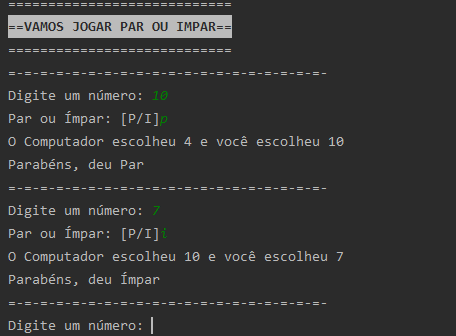 ============================
==VAMOS JOGAR PAR OU IMPAR==
============================
-=-=-=-=-=-=-=-=-=-=-=-=-=-=-=-=-=-=-=-=-
Digite um número: 10
Par ou Ímpar: [P/I]p
O Computador escolheu 4 e você escolheu 10
Parabéns, deu Par
-=-=-=-=-=-=-=-=-=-=-=-=-=-=-=-=-=-=-=-=-
Digite um número: 7
Par ou Ímpar: [P/I]i
O Computador escolheu 10 e você escolheu 7
Parabéns, deu Ímpar
-=-=-=-=-=-=-=-=-=-=-=-=-=-=-=-=-=-=-=-=-
Digite um número: